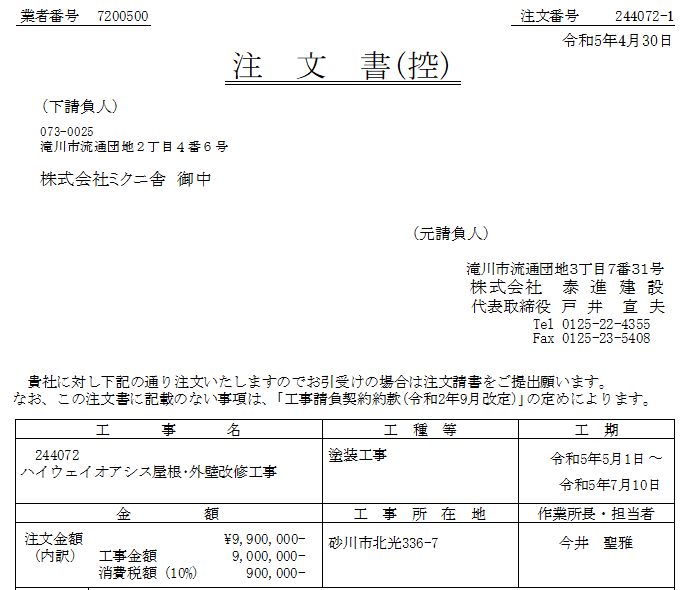 業者番号 7200500
注文番号 244072-1
令和5年4月30日
注 文 書(控)
(下請負人)
073-0025
滝川市流通団地2丁目4番6号
株式会社ミクニ舎 御中
(元請負人)
滝川市流通団地3丁目7番31号
株式会社 泰進建設
代表取締役 戸井 宣夫
Tel 0125-22-4355
Fax 0125-23-5408
貴社に対し下記の通り注文いたしますのでお引受けの場合は注文請書をご提出願います。
なお、この注文書に記載のない事項は、「工事請負契約約款(令和2年9月改定)」の定めによります。
工 事 名 工 種 等 工 期
244072
ハイウェイオアシス屋根・外壁改修工事
塗装工事
令和5年5月1日 ~
令和5年7月10日
金 額 工 事 所 在 地 作業所長・担当者
注文金額 ¥9,900,000-
(内訳) 工事金額 9,000,000-
消費税額 (10%) 900,000-
砂川市北光336-7
今井 聖雅